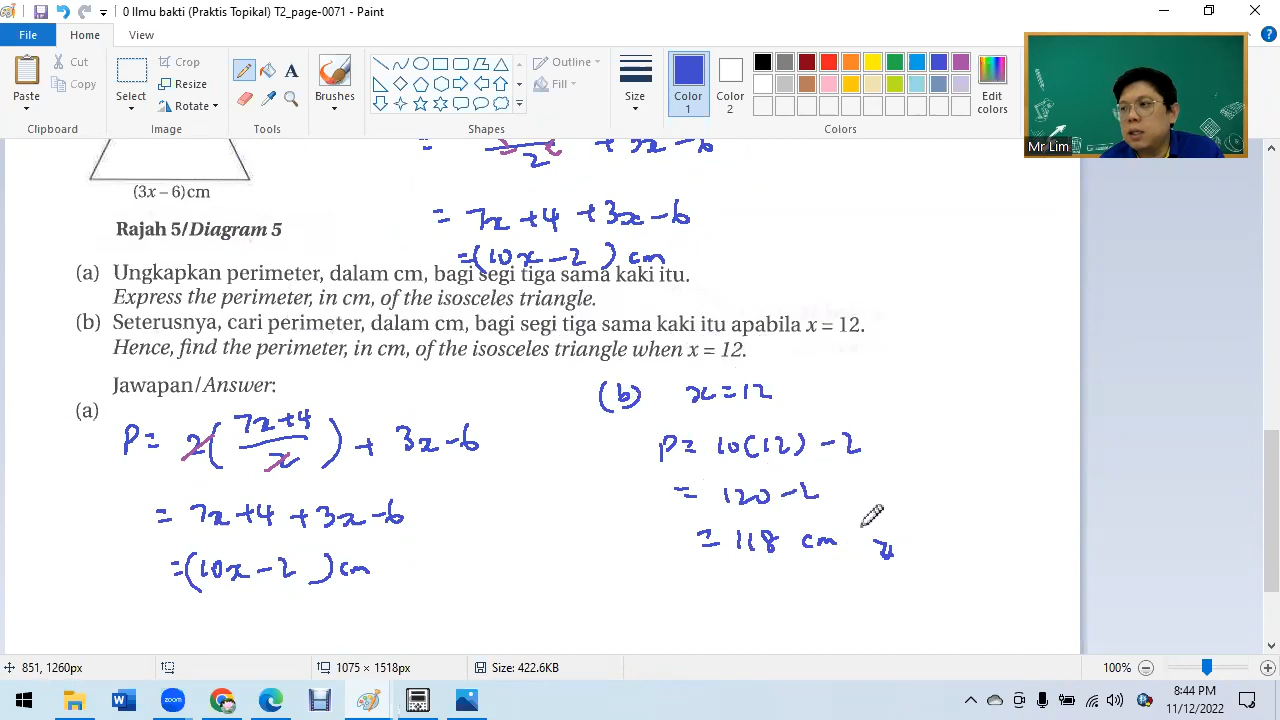 0 Ilmu bakti (Praktis Topikal) T2_page-0071 - Paint
File Home View
Paste Cut Copy Clipboard
Select Crop Resize Rotate Image
Tools
Brushes
Shapes
Outline Fill
Size
Color 1 Color 2 Edit colors
Colors
Mr Lim
2 + 3x - 6
(3x – 6) cm
= 7x + 4 + 3x - 6
Rajah 5/Diagram 5
= (10x - 2) cm
(a) Ungkapkan perimeter, dalam cm, bagi segi tiga sama kaki itu.
Express the perimeter, in cm, of the isosceles triangle.
(b) Seterusnya, cari perimeter, dalam cm, bagi segi tiga sama kaki itu apabila x = 12.
Hence, find the perimeter, in cm, of the isosceles triangle when x = 12.
Jawapan/Answer:
(a)
P = 2( 7x+4 / 2 ) + 3x - 6
= 7x + 4 + 3x - 6
= (10x - 2) cm
(b) x = 12
P = 10(12) - 2
= 120 - 2
= 118 cm
851, 1260px 1075 × 1518px Size: 422.6KB 100%
zoom
8:44 PM
11/12/2022